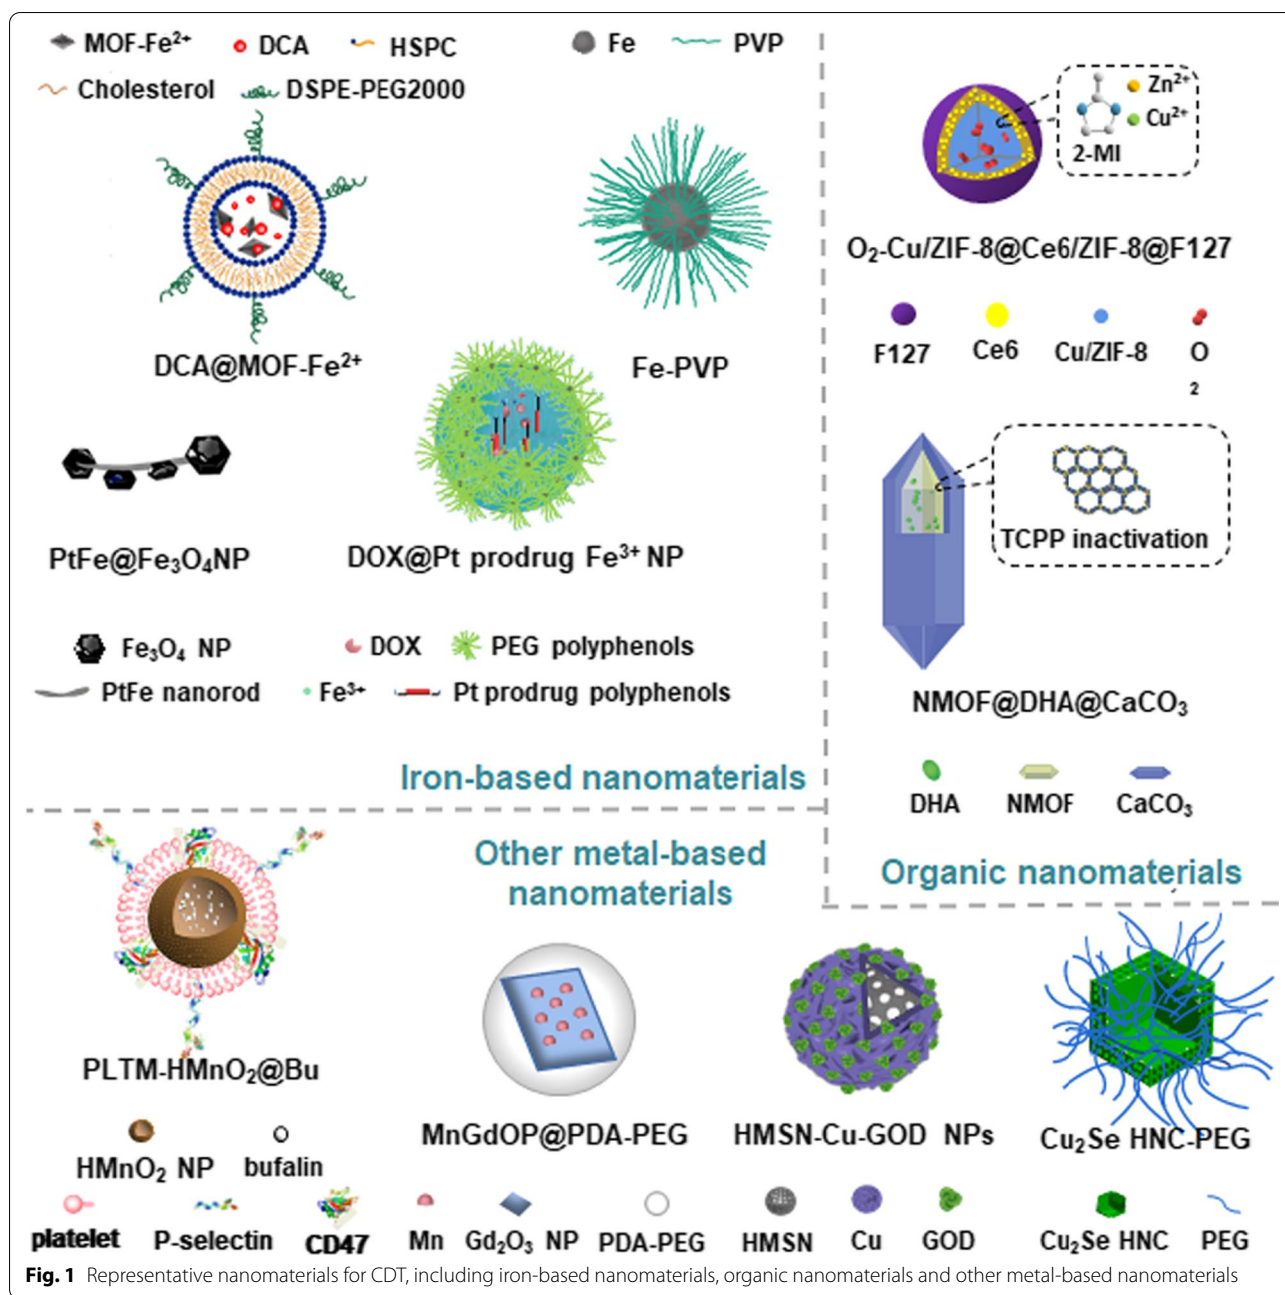 MOF-Fe²⁺ DCA HSPC Fe PVP
Cholesterol DSPE-PEG2000
DCA@MOF-Fe²⁺
Fe-PVP
PtFe@Fe₃O₄NP
DOX@Pt prodrug Fe³⁺ NP
Fe₃O₄ NP DOX PEG polyphenols
PtFe nanorod Fe³⁺ Pt prodrug polyphenols
Iron-based nanomaterials
Zn²⁺
Cu²⁺
2-MI
O₂-Cu/ZIF-8@Ce6/ZIF-8@F127
F127 Ce6 Cu/ZIF-8 O
2
TCPP inactivation
NMOF@DHA@CaCO₃
DHA NMOF CaCO₃
Organic nanomaterials
Other metal-based
nanomaterials
PLTM-HMnO₂@Bu
MnGdOP@PDA-PEG
HMSN-Cu-GOD NPs
Cu₂Se HNC-PEG
HMnO₂ NP bufalin
platelet P-selectin CD47 Mn Gd₂O₃ NP PDA-PEG HMSN Cu GOD Cu₂Se HNC PEG
Fig. 1 Representative nanomaterials for CDT, including iron-based nanomaterials, organic nanomaterials and other metal-based nanomaterials